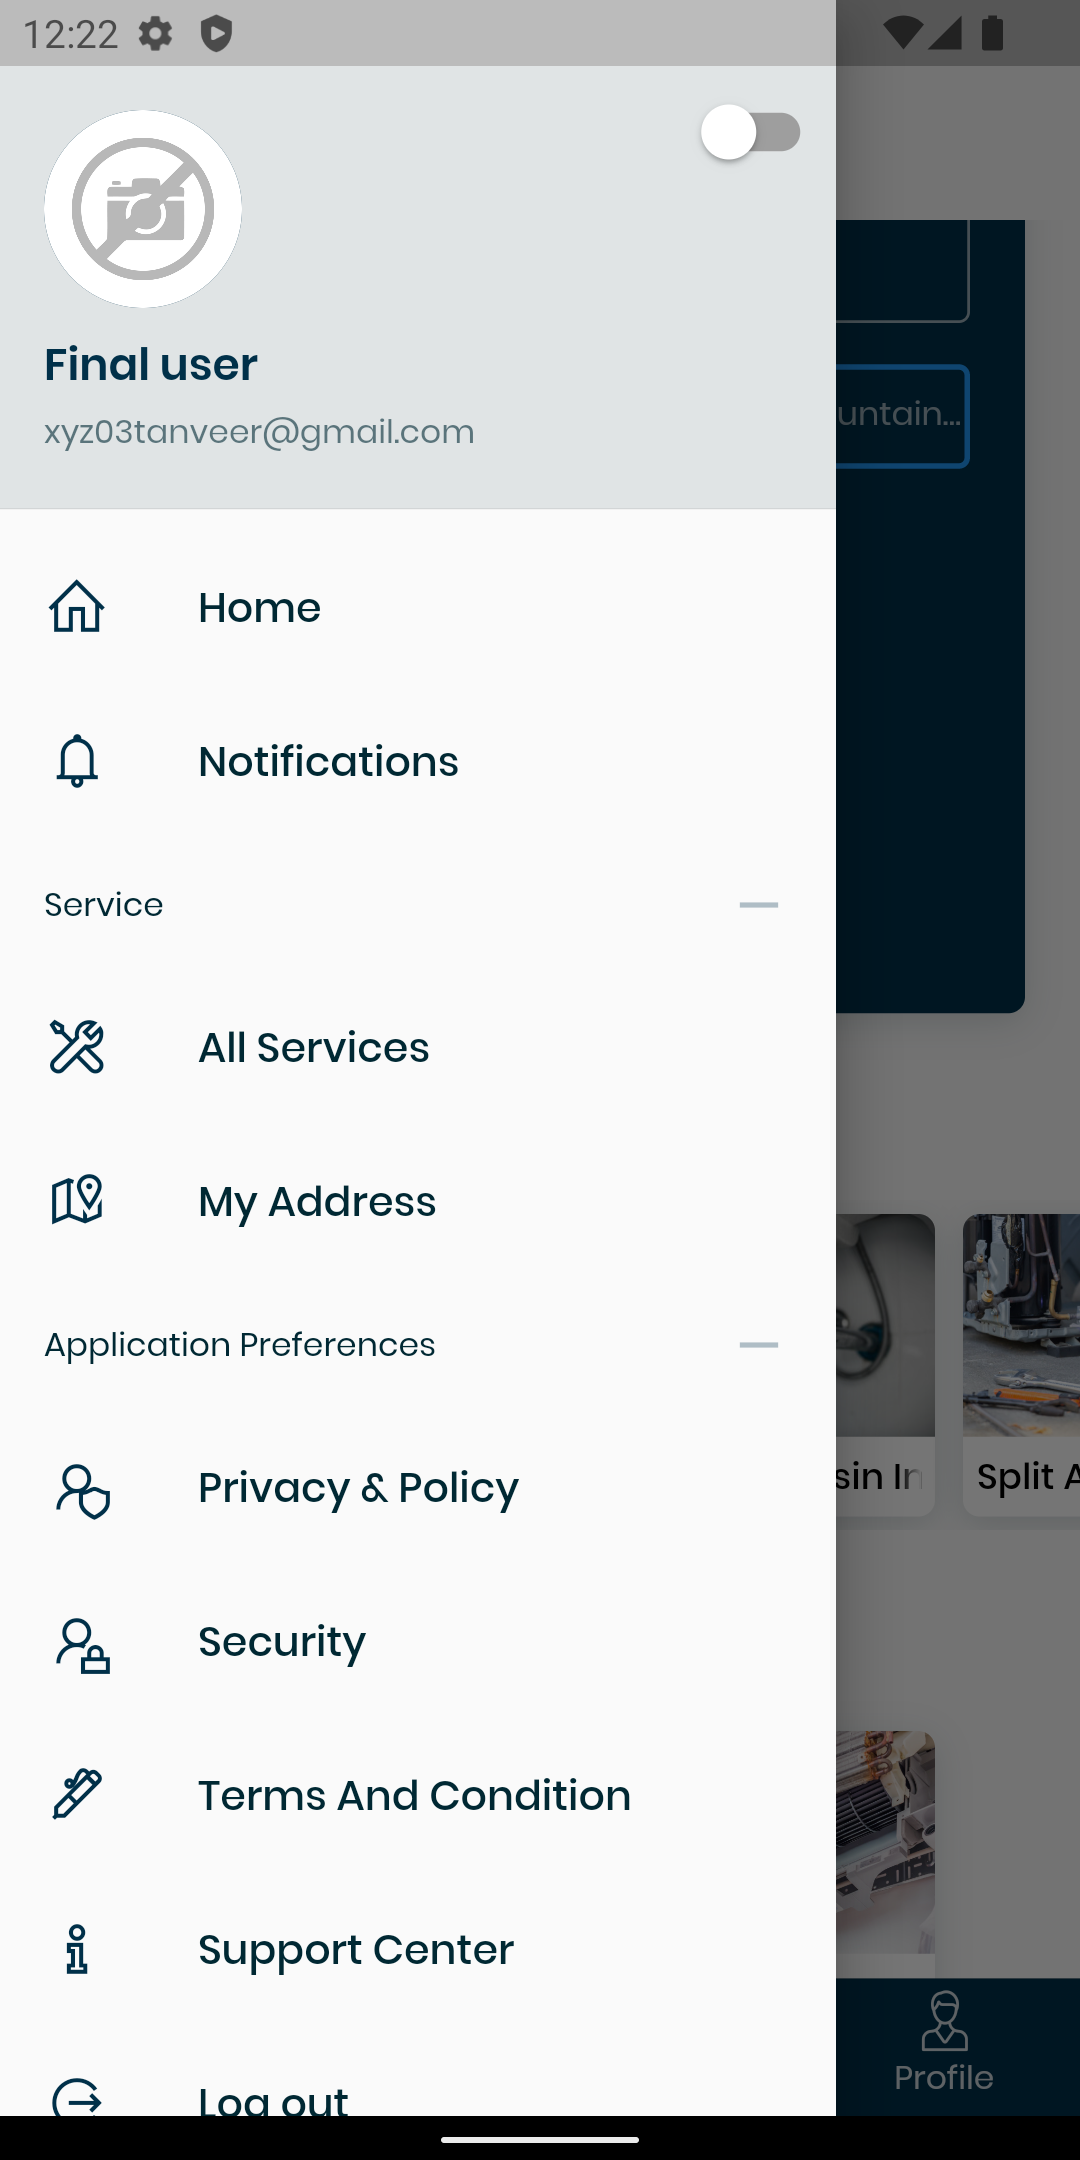 12:22
Final user
xyz03tanveer@gmail.com
untain...
Home
Notifications
Service
All Services
My Address
Application Preferences
Privacy & Policy
sin In
Split A
Security
Terms And Condition
Support Center
Profile
Log out